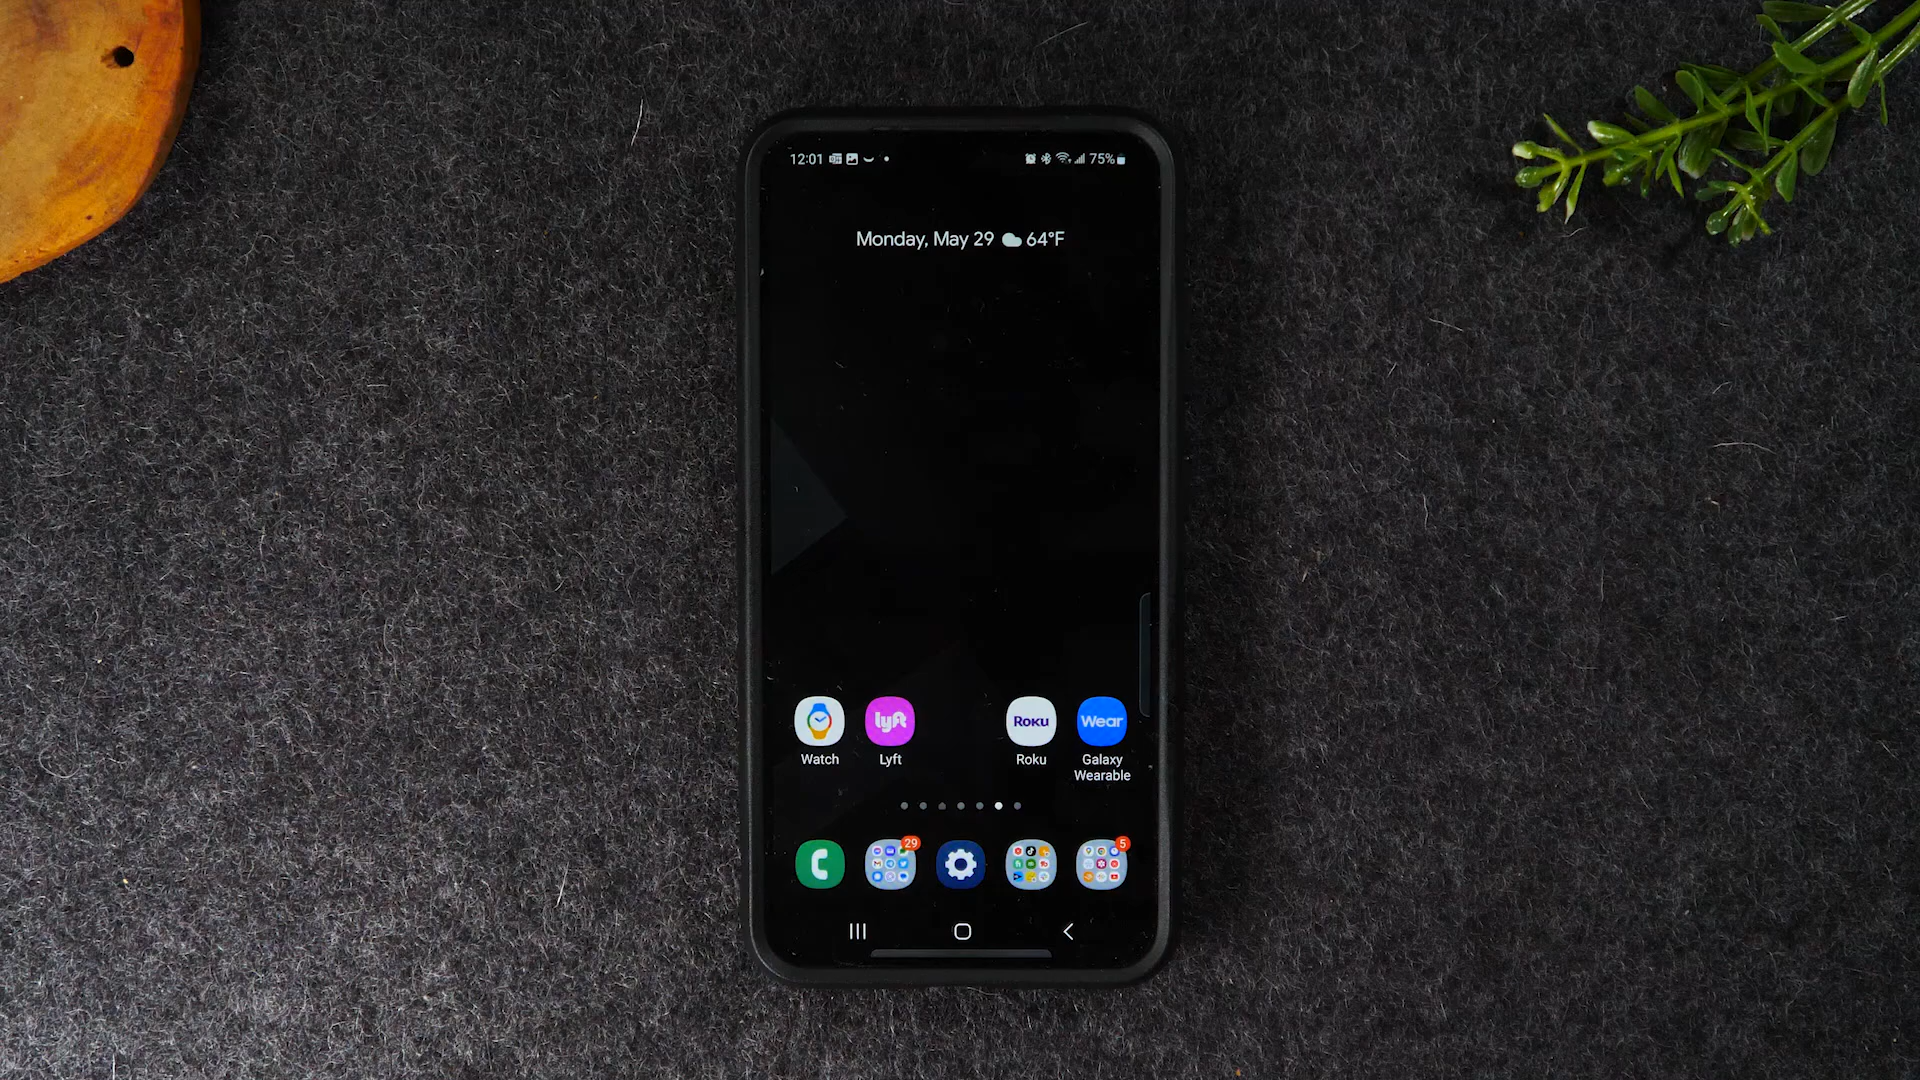 12:01 75%
Monday, May 29 64°F
lyft Roku Wear
Watch Lyft Roku Galaxy Wearable
29 5